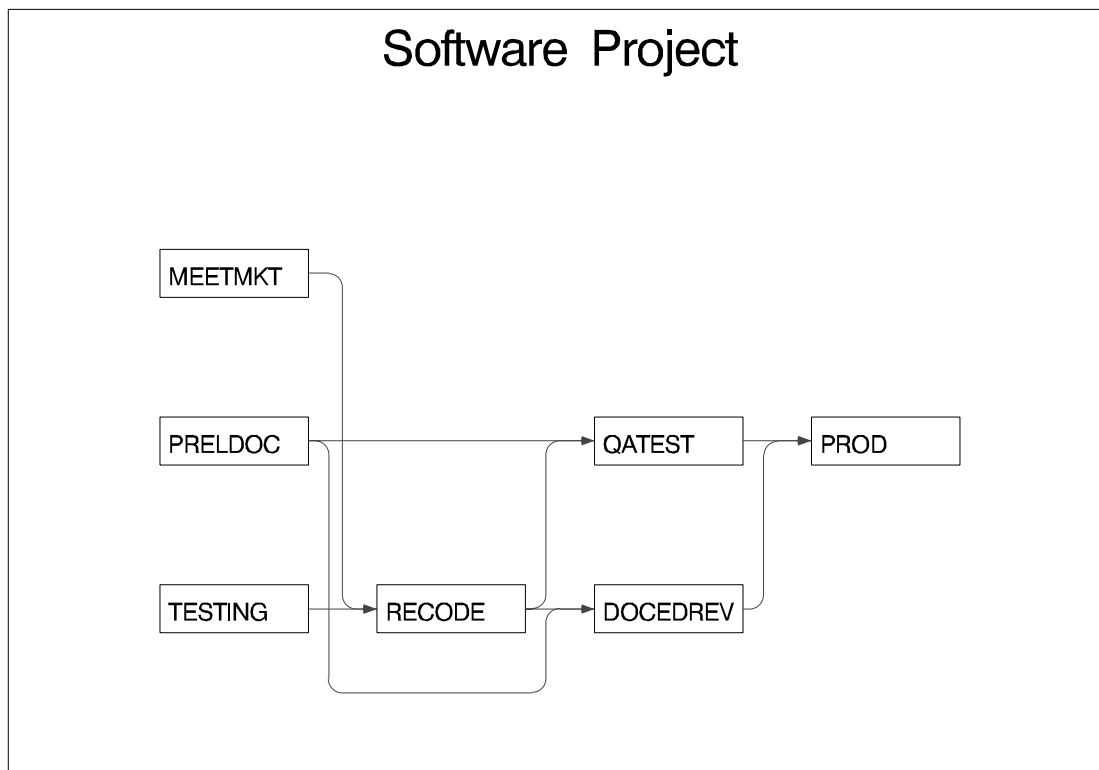 Software Project
MEETMKT
PRELDOC
QATEST
PROD
TESTING
RECODE
DOCEDREV